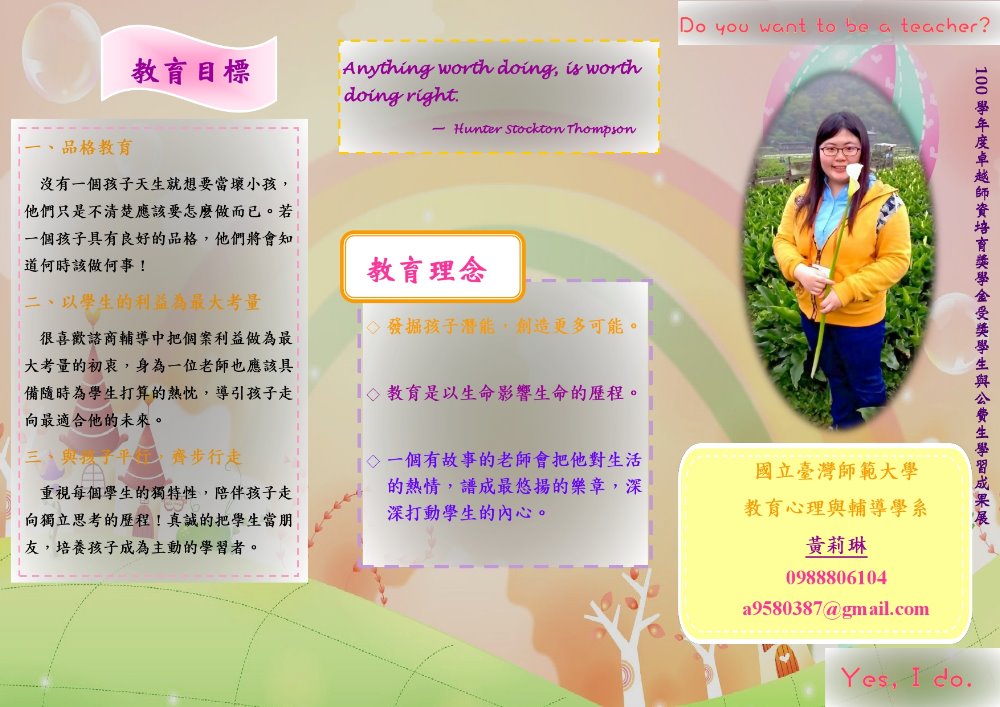 教育目標
一、品格教育
沒有一個孩子天生就想要當壞小孩，
他們只是不清楚應該要怎麼做而已。若
一個孩子具有良好的品格，他們將會知
道何時該做何事！
二、以學生的利益為最大考量
很喜歡諮商輔導中把個案利益做為最
大考量的初衷，身為一位老師也應該具
備隨時為學生打算的熱忱，導引孩子走
向最適合他的未來。
三、與孩子平行，齊步行走
重視每個學生的獨特性，陪伴孩子走
向獨立思考的歷程！真誠的把學生當朋
友，培養孩子成為主動的學習者。
Anything worth doing, is worth
doing right.
— Hunter Stockton Thompson
教育理念
◇ 發掘孩子潛能，創造更多可能。
◇ 教育是以生命影響生命的歷程。
◇ 一個有故事的老師會把他對生活
的熱情，譜成最悠揚的樂章，深
深打動學生的內心。
Do you want to be a teacher?
100 學年度卓越師資培育獎學金受獎學生與公費生學習成果展
國立臺灣師範大學
教育心理與輔導學系
黃莉琳
0988806104
a9580387@gmail.com
Yes, I do.